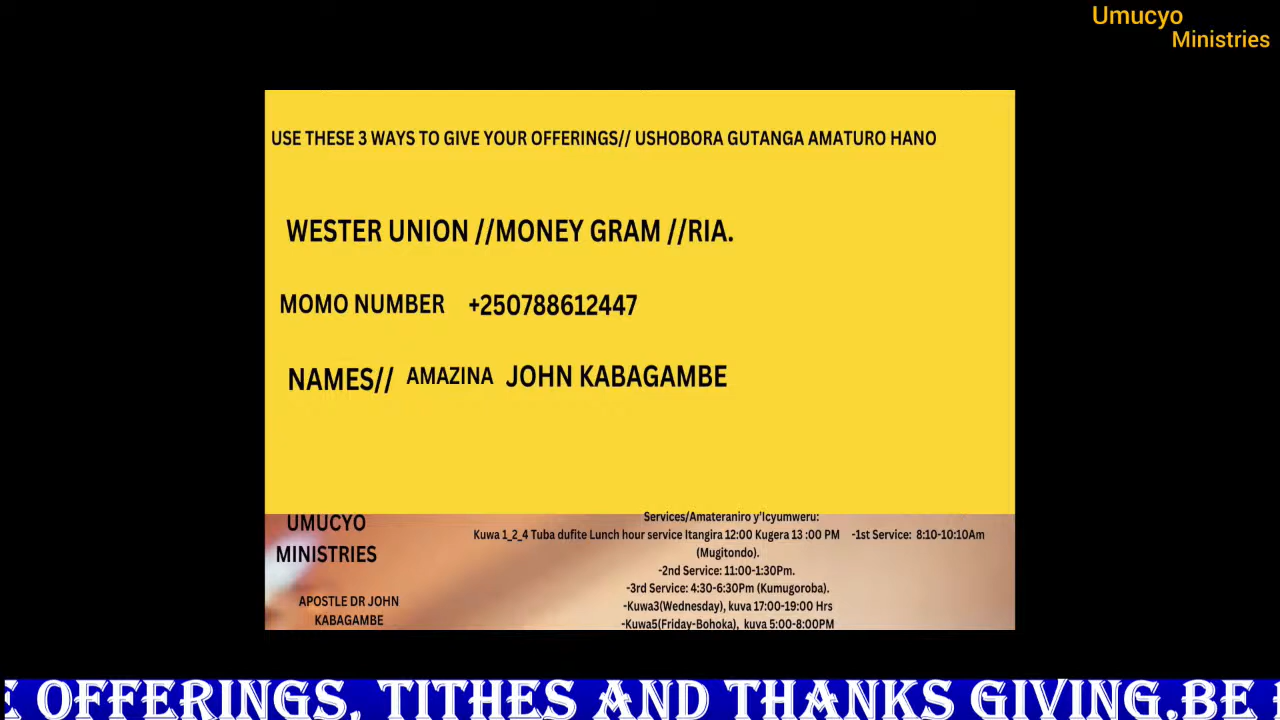 Umucyo
Ministries
USE THESE 3 WAYS TO GIVE YOUR OFFERINGS// USHOBORA GUTANGA AMATURO HANO
WESTER UNION //MONEY GRAM //RIA.
MOMO NUMBER +250788612447
NAMES// AMAZINA JOHN KABAGAMBE
UMUCYO
MINISTRIES
APOSTLE DR JOHN
KABAGAMBE
Services/Amateraniro y'Icyumweru:
Kuwa 1_2_4 Tuba dufite Lunch hour service Itangira 12:00 Kugera 13 :00 PM -1st Service: 8:10-10:10Am
(Mugitondo).
-2nd Service: 11:00-1:30Pm.
-3rd Service: 4:30-6:30Pm (Kumugoroba).
-Kuwa3(Wednesday), kuva 17:00-19:00 Hrs
-Kuwa5(Friday-Bohoka), kuva 5:00-8:00PM
E OFFERINGS, TITHES AND THANKS GIVING.BE